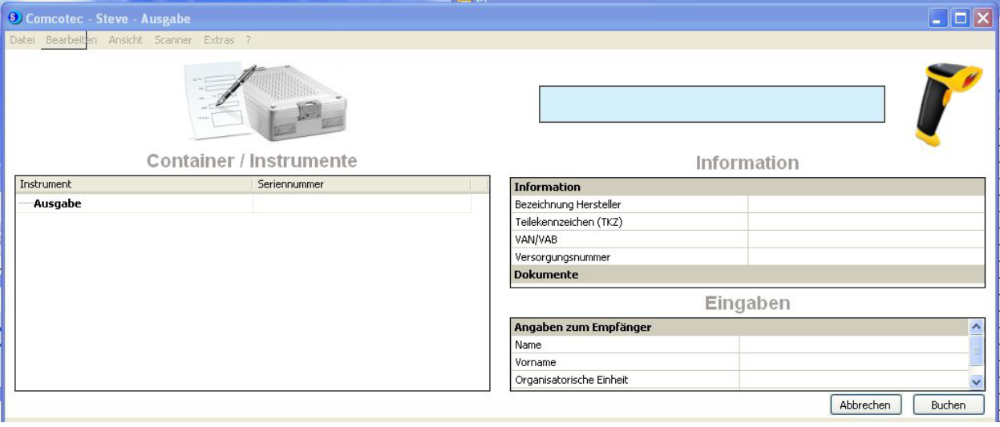 Comcotec - Steve - Ausgabe
Datei Bearbeiten Ansicht Scanner Extras ?
Container / Instrumente
Instrument Seriennummer
Ausgabe
Information
Information
Bezeichnung Hersteller
Teilekennzeichen (TKZ)
VAN/VAB
Versorgungsnummer
Dokumente
Eingaben
Angaben zum Empfänger
Name
Vorname
Organisatorische Einheit
Abbrechen Buchen